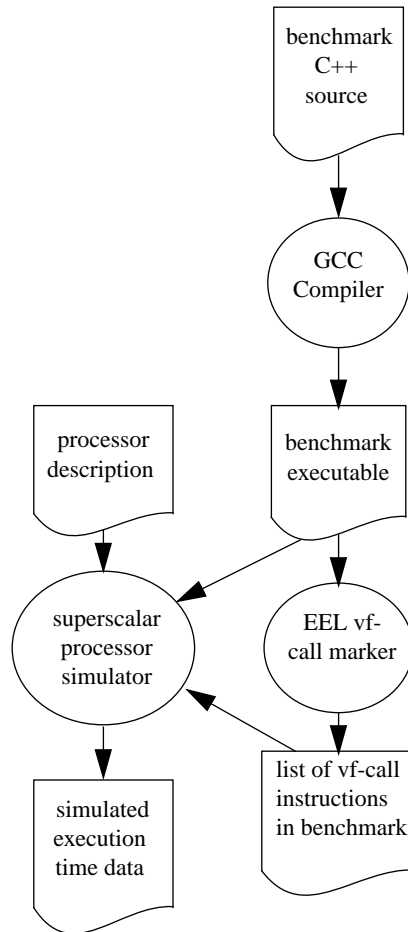 benchmark
C++
source
GCC
Compiler
processor
description
benchmark
executable
superscalar
processor
simulator
EEL vf-
call marker
simulated
execution
time data
list of vf-call
instructions
in benchmark